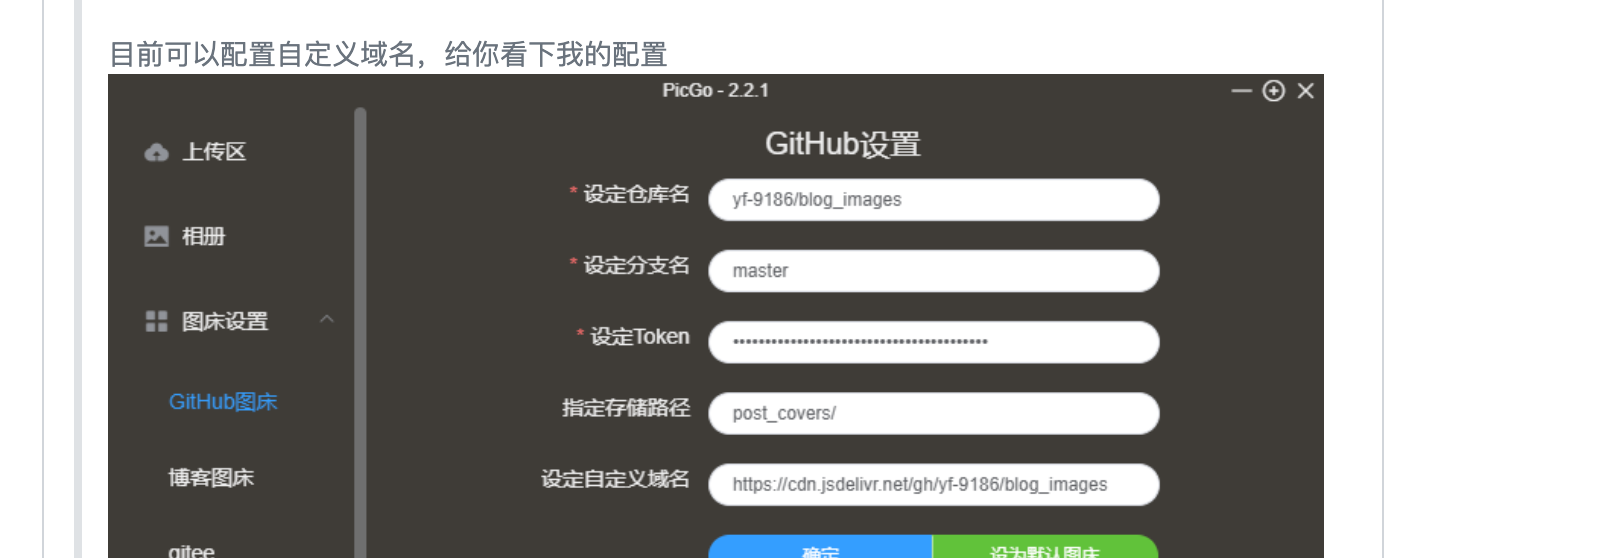 目前可以配置自定义域名，给你看下我的配置
PicGo - 2.2.1
GitHub设置
上传区
相册
图床设置
GitHub图床
博客图床
gitee
* 设定仓库名 yf-9186/blog_images
* 设定分支名 master
* 设定Token ••••••••••••••••••••••••••••••••••••••••
指定存储路径 post_covers/
设定自定义域名 https://cdn.jsdelivr.net/gh/yf-9186/blog_images
确定 设为默认图床